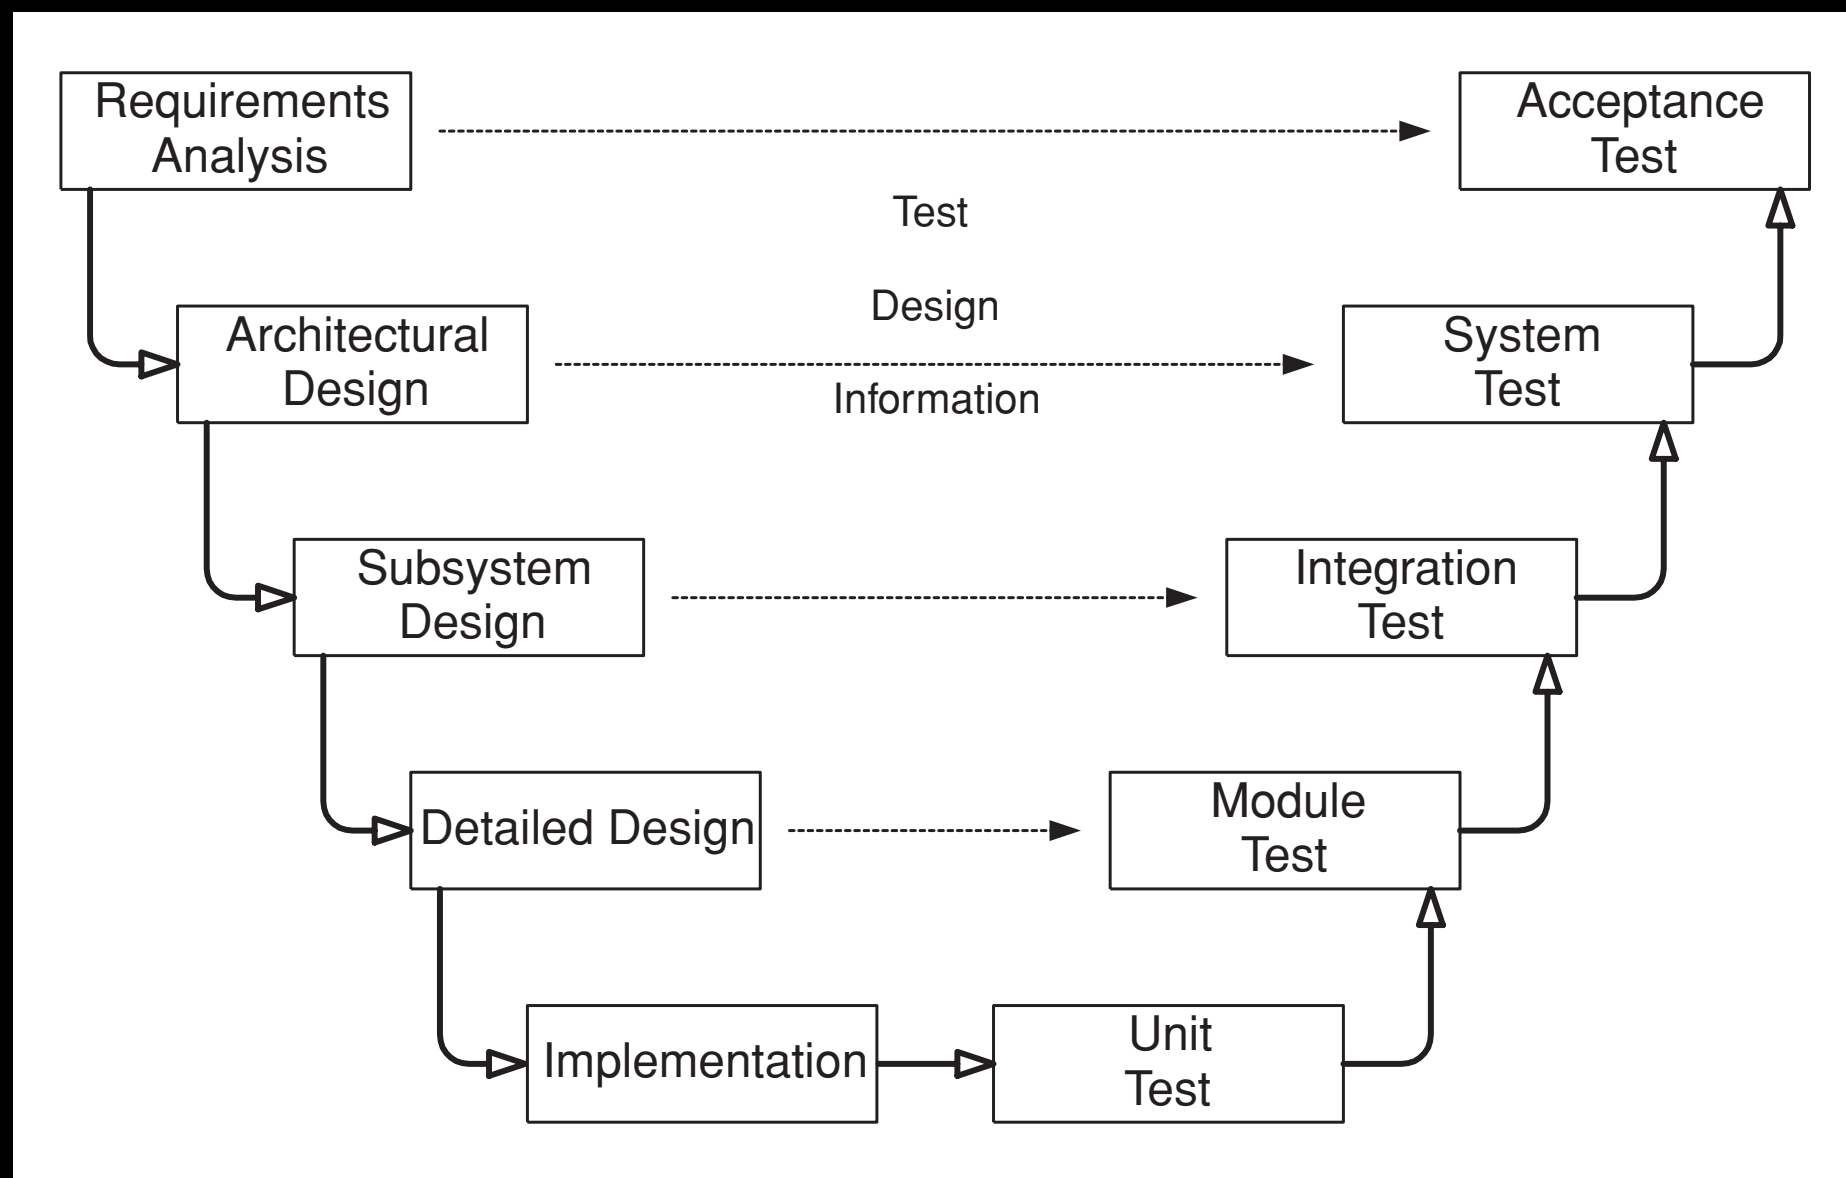 Requirements
Analysis
Acceptance
Test
Test
Design
Information
Architectural
Design
System
Test
Subsystem
Design
Integration
Test
Detailed Design
Module
Test
Implementation
Unit
Test